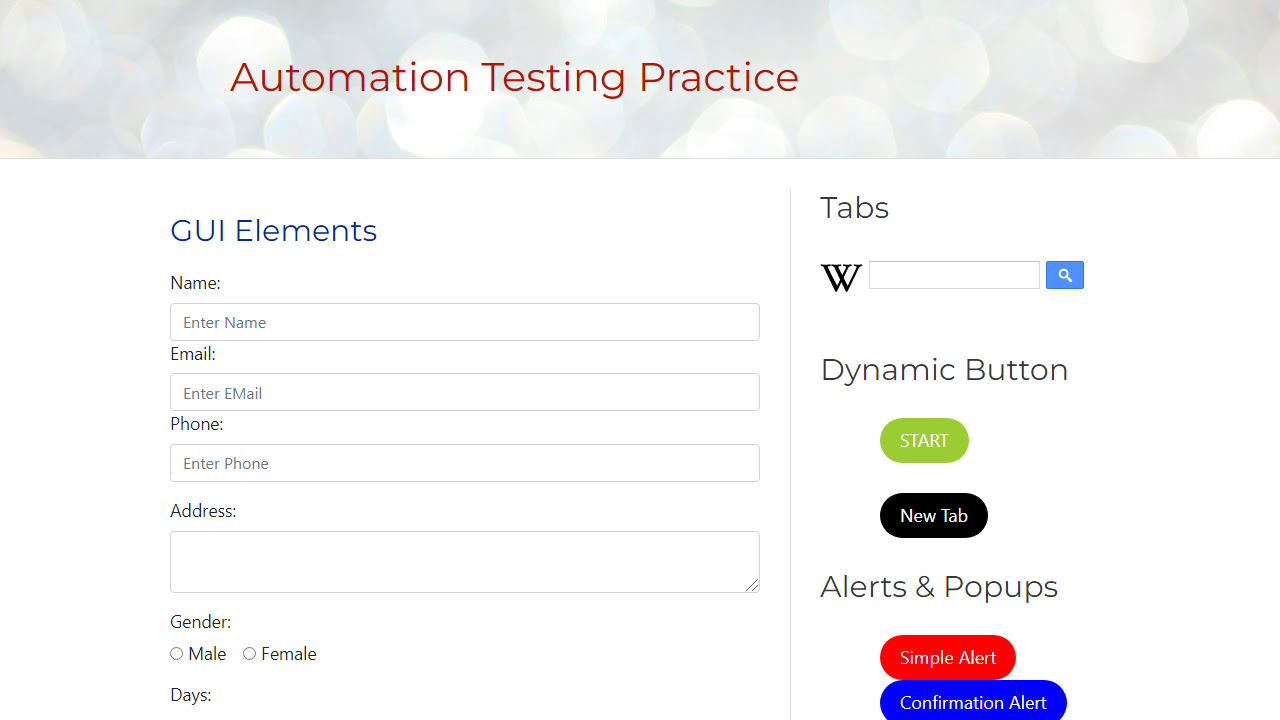 Automation Testing Practice
GUI Elements
Name:
Enter Name
Email:
Enter EMail
Phone:
Enter Phone
Address:
Gender:
Male Female
Days:
Tabs
W
Dynamic Button
START
New Tab
Alerts & Popups
Simple Alert
Confirmation Alert